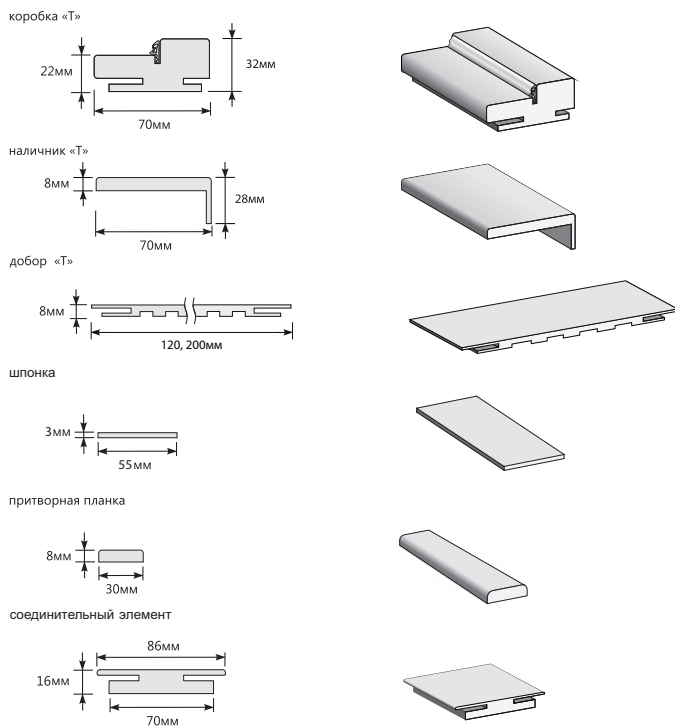 коробка «Т»
22мм
32мм
70мм
наличник «Т»
8мм
28мм
70мм
добор «Т»
8мм
120, 200мм
шпонка
3мм
55мм
притворная планка
8мм
30мм
соединительный элемент
86мм
16мм
70мм